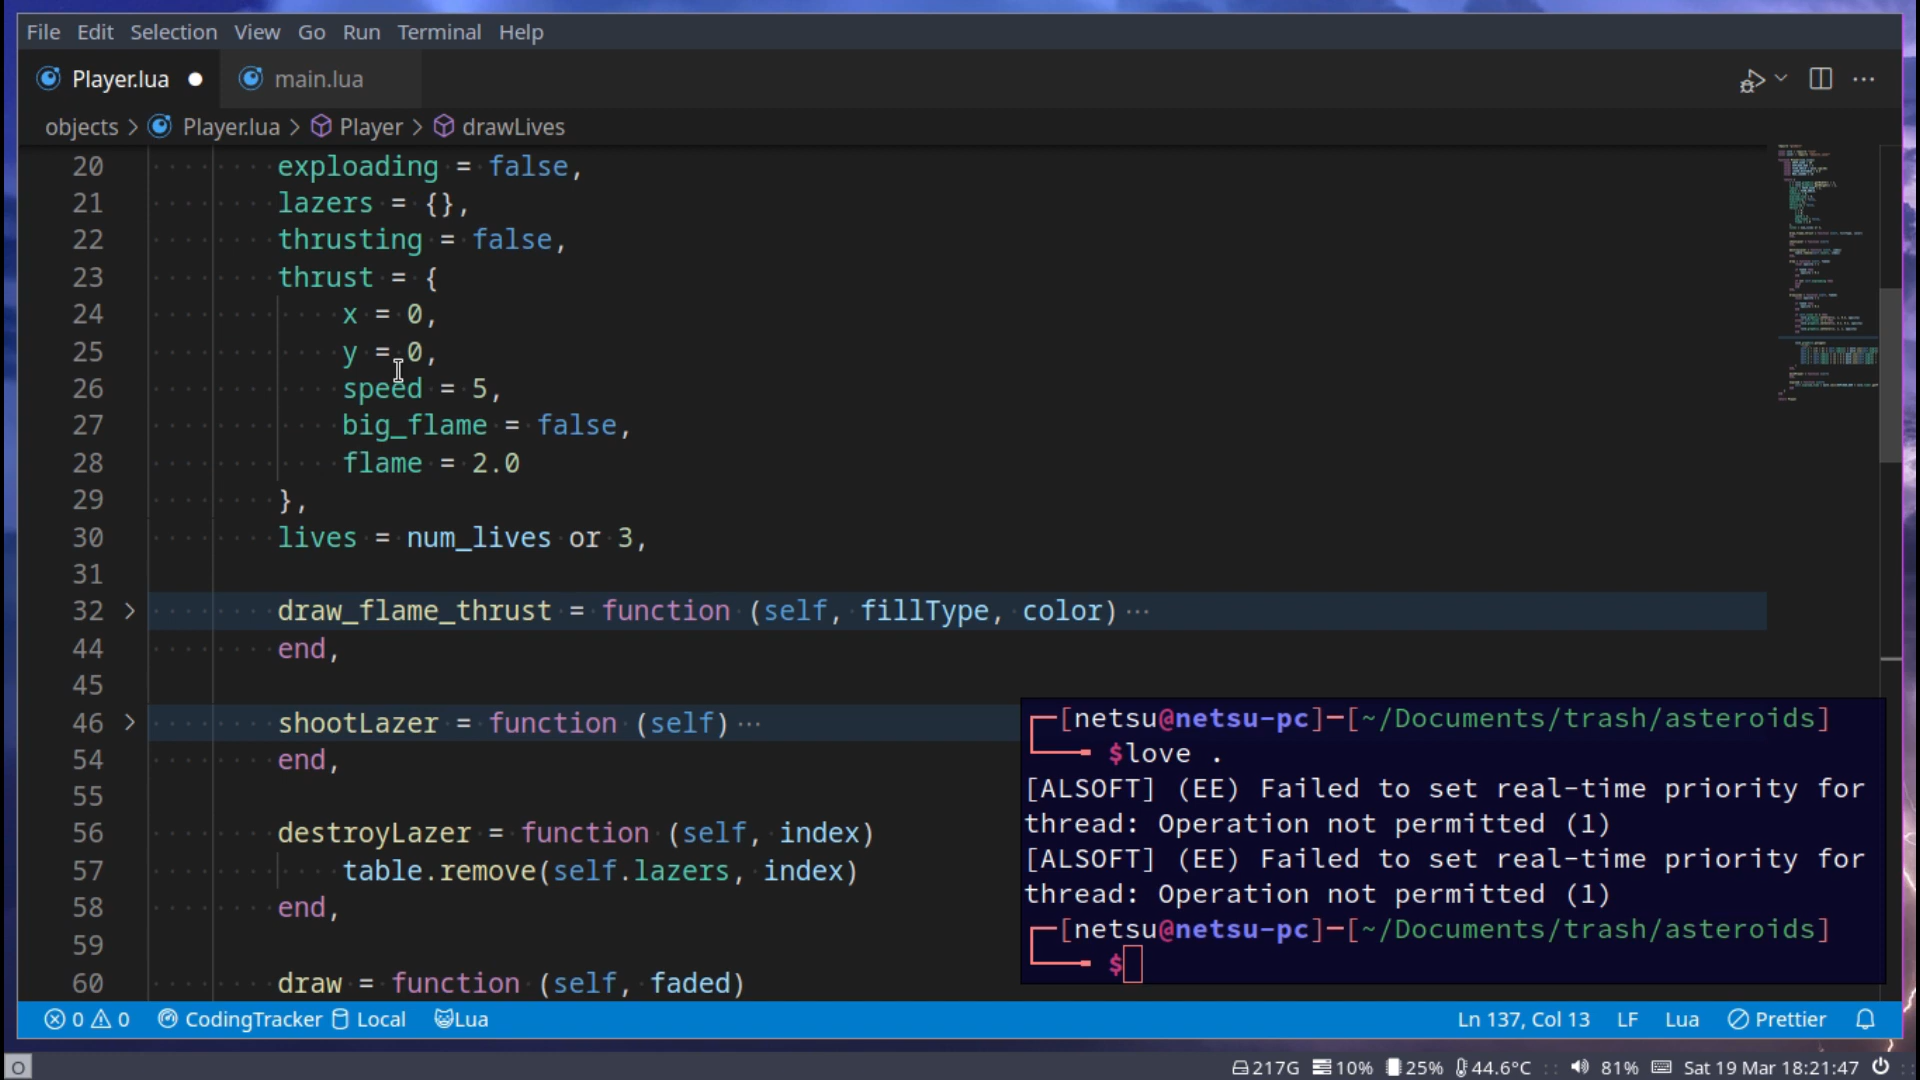 File Edit Selection View Go Run Terminal Help
Player.lua main.lua
objects > Player.lua > Player > drawLives
20 exploading = false,
21 lazers = {},
22 thrusting = false,
23 thrust = {
24 x = 0,
25 y = 0,
26 speed = 5,
27 big_flame = false,
28 flame = 2.0
29 },
30 lives = num_lives or 3,
31
32 draw_flame_thrust = function (self, fillType, color) ···
44 end,
45
46 shootLazer = function (self) ···
54 end,
55
56 destroyLazer = function (self, index)
57 table.remove(self.lazers, index)
58 end,
59
60 draw = function (self, faded)
[netsu@netsu-pc]─[~/Documents/trash/asteroids]
$love .
[ALSOFT] (EE) Failed to set real-time priority for
thread: Operation not permitted (1)
[ALSOFT] (EE) Failed to set real-time priority for
thread: Operation not permitted (1)
[netsu@netsu-pc]─[~/Documents/trash/asteroids]
$
0 0 CodingTracker Local Lua Ln 137, Col 13 LF Lua Prettier
217G 10% 25% 44.6°C :: 81% Sat 19 Mar 18:21:47